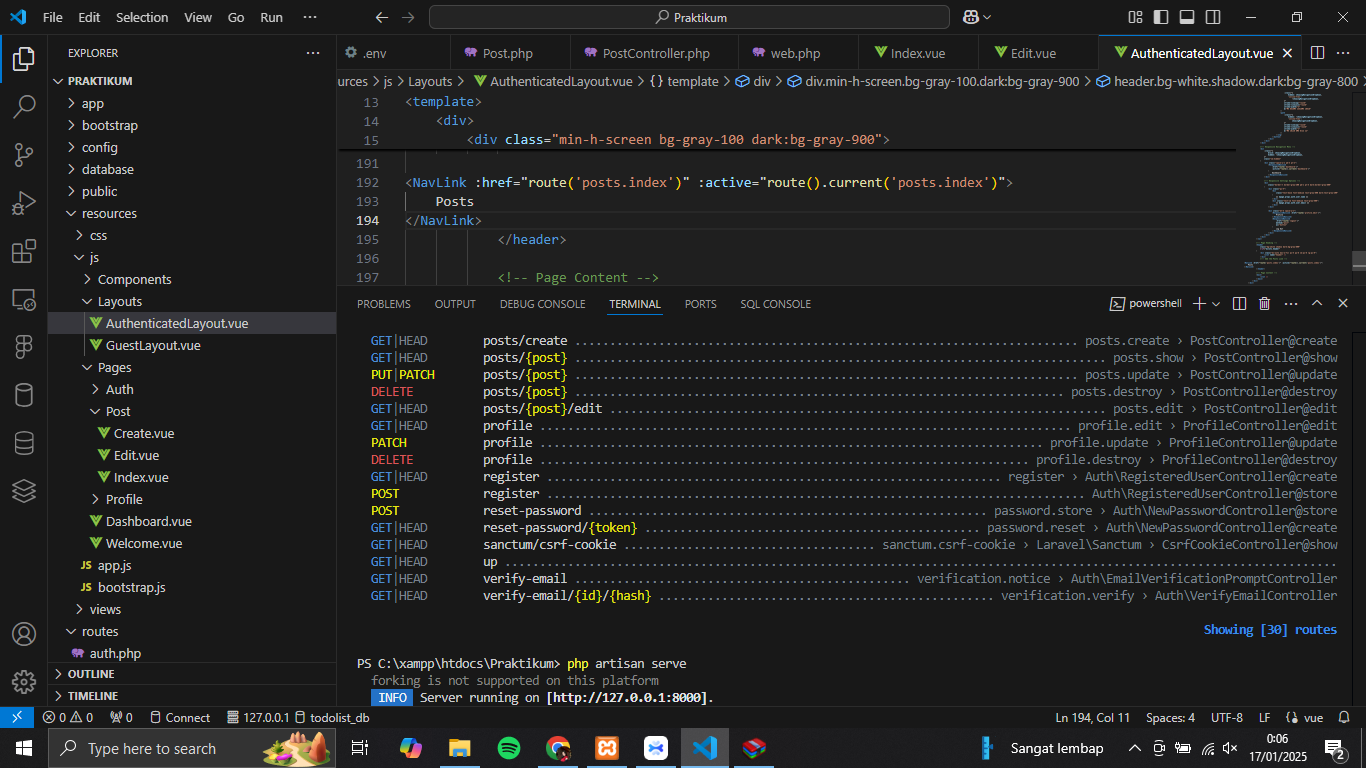 File Edit Selection View Go Run ··· Praktikum
EXPLORER ···
PRAKTIKUM
app
bootstrap
config
database
public
resources
css
js
Components
Layouts
AuthenticatedLayout.vue
GuestLayout.vue
Pages
Auth
Post
Create.vue
Edit.vue
Index.vue
Profile
Dashboard.vue
Welcome.vue
JS app.js
JS bootstrap.js
views
routes
auth.php
OUTLINE
TIMELINE
.env Post.php PostController.php web.php Index.vue Edit.vue AuthenticatedLayout.vue
urces > js > Layouts > AuthenticatedLayout.vue > {} template > div > div.min-h-screen.bg-gray-100.dark:bg-gray-900 > header.bg-white.shadow.dark:bg-gray-800 >
13 <template>
14 <div>
15 <div class="min-h-screen bg-gray-100 dark:bg-gray-900">
191
192 <NavLink :href="route('posts.index')" :active="route().current('posts.index')">
193 Posts
194 </NavLink>
195 </header>
196
197 <!-- Page Content -->
PROBLEMS OUTPUT DEBUG CONSOLE TERMINAL PORTS SQL CONSOLE powershell
GET|HEAD posts/create ........ posts.create › PostController@create
GET|HEAD posts/{post} ........ posts.show › PostController@show
PUT|PATCH posts/{post} ........ posts.update › PostController@update
DELETE posts/{post} ........ posts.destroy › PostController@destroy
GET|HEAD posts/{post}/edit ........ posts.edit › PostController@edit
GET|HEAD profile ........ profile.edit › ProfileController@edit
PATCH profile ........ profile.update › ProfileController@update
DELETE profile ........ profile.destroy › ProfileController@destroy
GET|HEAD register ........ register › Auth\RegisteredUserController@create
POST register ........ Auth\RegisteredUserController@store
POST reset-password ........ password.store › Auth\NewPasswordController@store
GET|HEAD reset-password/{token} ........ password.reset › Auth\NewPasswordController@create
GET|HEAD sanctum/csrf-cookie ........ sanctum.csrf-cookie › Laravel\Sanctum › CsrfCookieController@show
GET|HEAD up ........
GET|HEAD verify-email ........ verification.notice › Auth\EmailVerificationPromptController
GET|HEAD verify-email/{id}/{hash} ........ verification.verify › Auth\VerifyEmailController
Showing [30] routes
PS C:\xampp\htdocs\Praktikum> php artisan serve
forking is not supported on this platform
INFO Server running on [http://127.0.0.1:8000].
0 0 0 Connect 127.0.0.1 todolist_db Ln 194, Col 11 Spaces: 4 UTF-8 LF vue
Type here to search Sangat lembap 0:06
17/01/2025 2